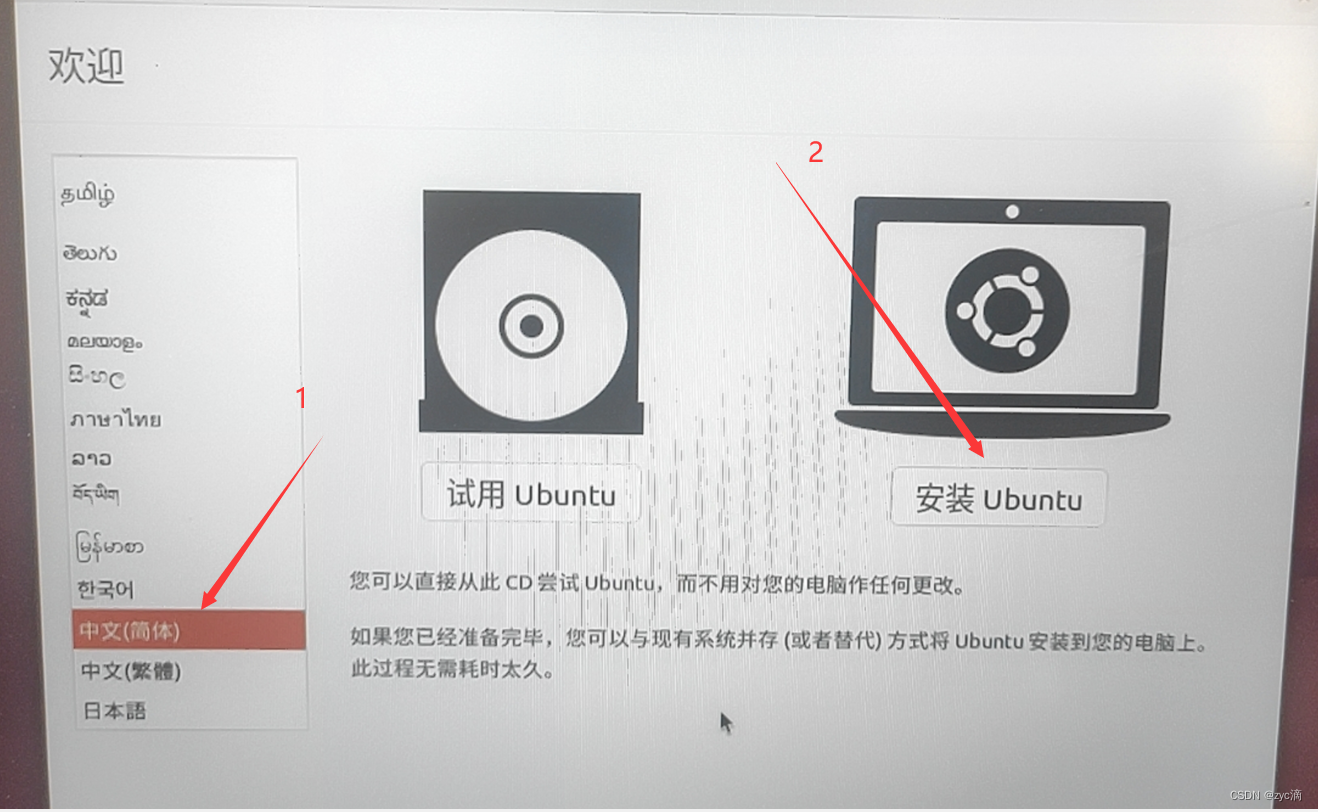 欢迎
தமிழ்
తెలుగు
ಕನ್ನಡ
മലയാളം
සිංහල
ภาษาไทย
ລາວ
བོད་ཡིག
မြန်မာစာ
한국어
中文(简体)
中文(繁體)
日本語
1
2
试用 Ubuntu
安装 Ubuntu
您可以直接从此 CD 尝试 Ubuntu，而不用对您的电脑作任何更改。
如果您已经准备完毕，您可以与现有系统并存 (或者替代) 方式将 Ubuntu 安装到您的电脑上。
此过程无需耗时太久。
CSDN @zyc滴